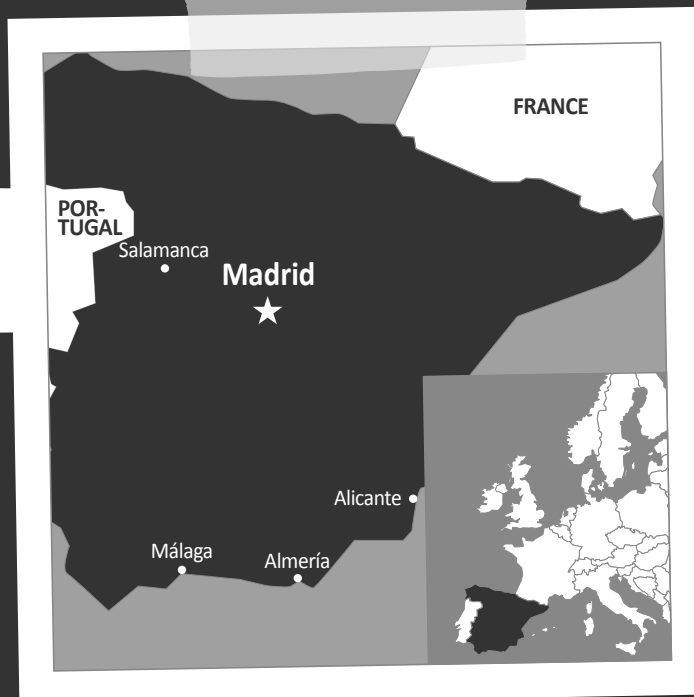 FRANCE
POR-
TUGAL
Salamanca
Madrid
Alicante
Málaga
Almería